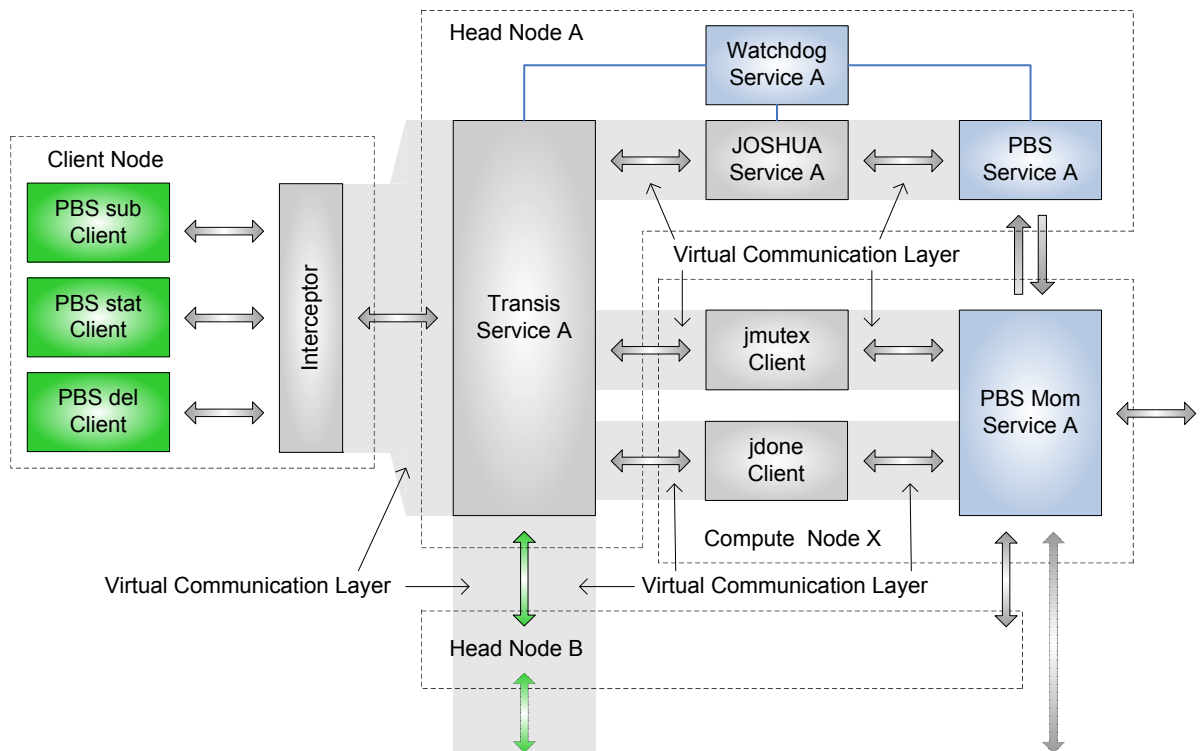 Head Node A
Watchdog
Service A
Client Node
PBS sub
Client
PBS stat
Client
PBS del
Client
Interceptor
Transis
Service A
JOSHUA
Service A
PBS
Service A
Virtual Communication Layer
jmutex
Client
jdone
Client
PBS Mom
Service A
Compute Node X
Virtual Communication Layer
Virtual Communication Layer
Head Node B